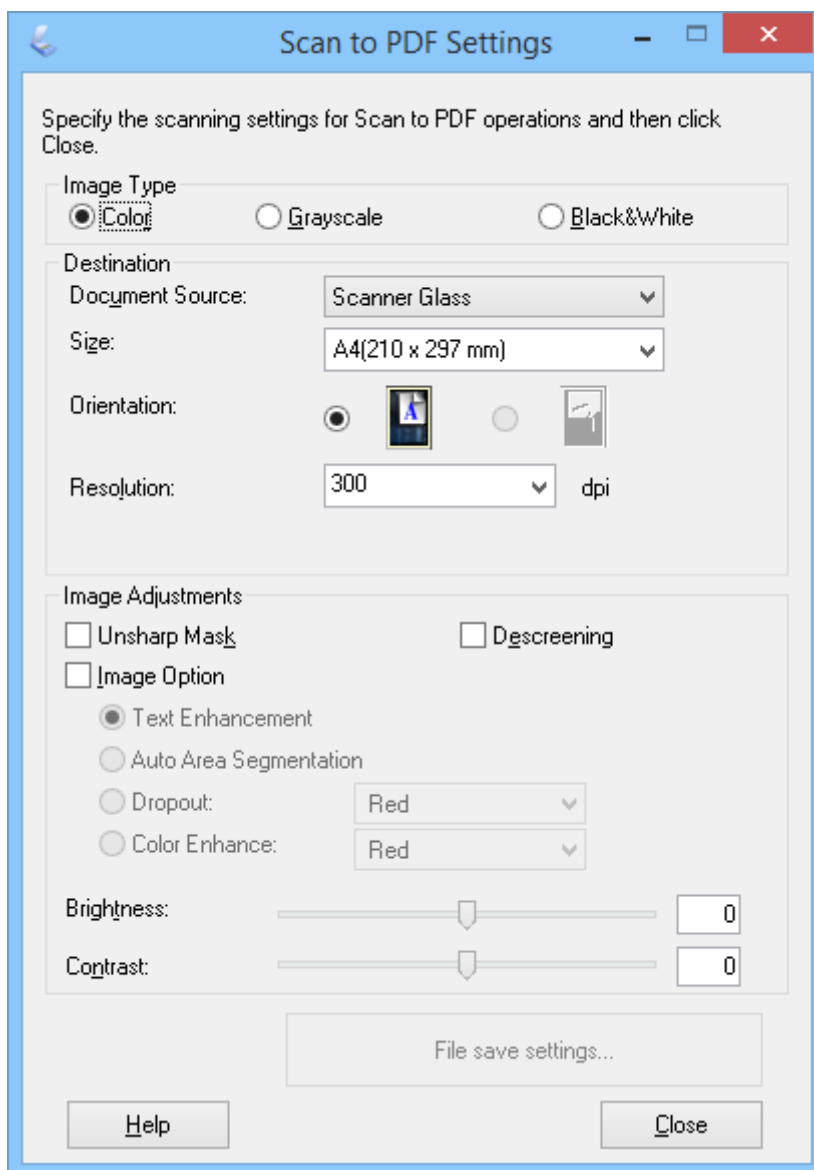 Scan to PDF Settings
Specify the scanning settings for Scan to PDF operations and then click
Close.
Image Type
Color Grayscale Black&White
Destination
Document Source: Scanner Glass
Size: A4(210 x 297 mm)
Orientation: A
Resolution: 300 dpi
Image Adjustments
Unsharp Mask Descreening
Image Option
Text Enhancement
Auto Area Segmentation
Dropout: Red
Color Enhance: Red
Brightness: 0
Contrast: 0
File save settings...
Help Close